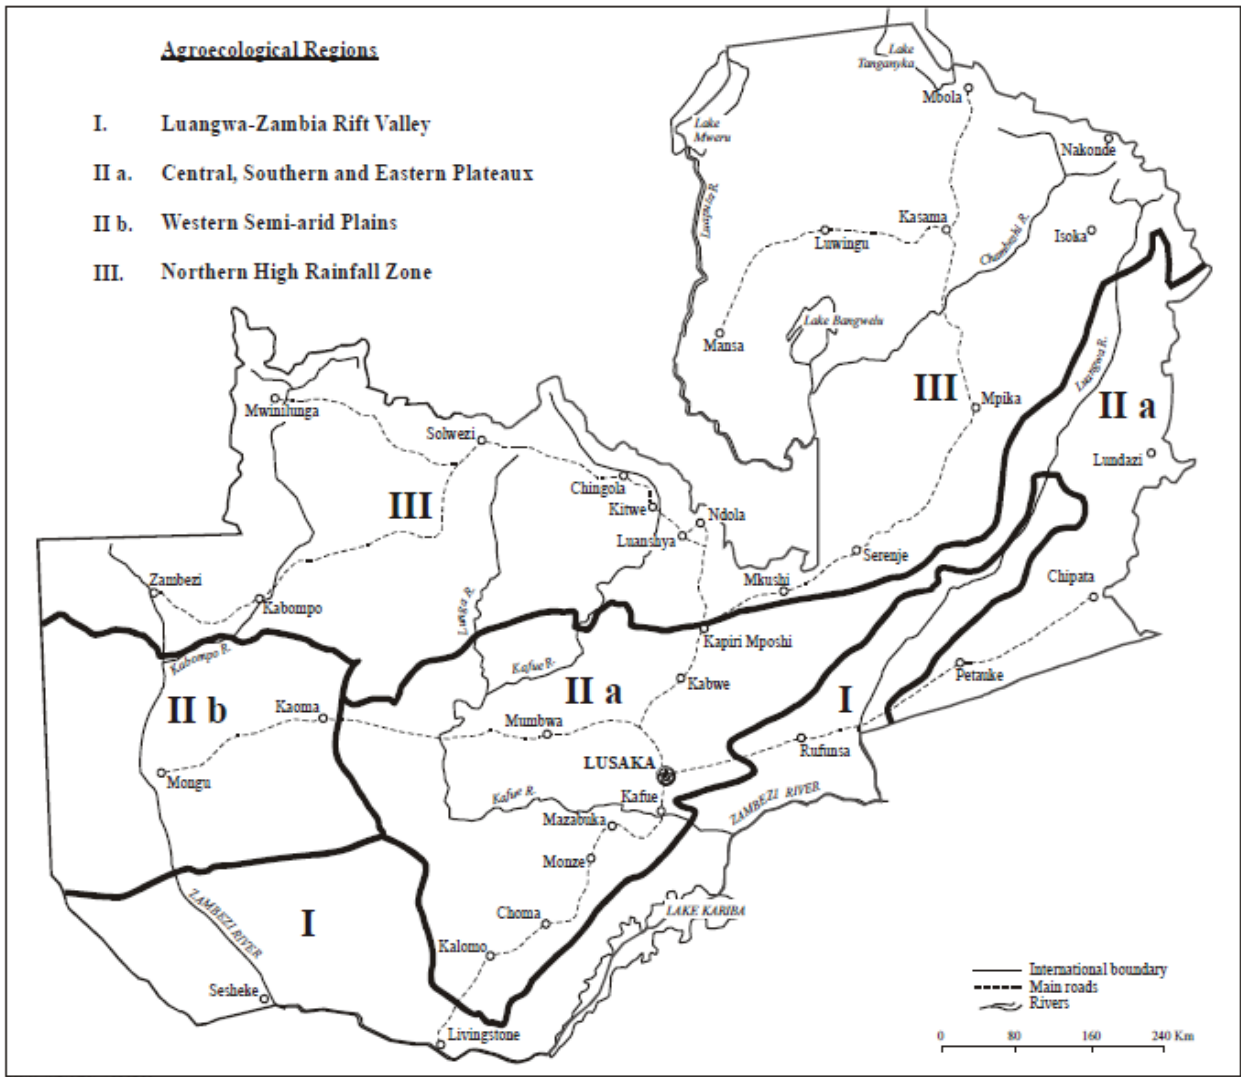 Agroecological Regions
I. Luangwa-Zambia Rift Valley
II a. Central, Southern and Eastern Plateaux
II b. Western Semi-arid Plains
III. Northern High Rainfall Zone
Lake
Tanganyka
Mbola
Lake
Mweru
Nakonde
Luapula R.
Kasama
Luwingu
Chambeshi R.
Isoka
Lake Bangwelu
Mansa
Luangwa R.
III
Mpika
II a
Mwinilunga
Solwezi
Lundazi
Chingola
III
Kitwe
Ndola
Luanshya
Serenje
Zambezi
Mkushi
Chipata
Kabompo
Lunga R.
Kapiri Mposhi
Kabompo R.
Kafue R.
Petauke
II a
Kabwe
I
II b
Kaoma
Mumbwa
Rufunsa
LUSAKA
Mongu
Kafue R.
Kafue
ZAMBEZI RIVER
Mazabuka
Monze
ZAMBEZI RIVER
I
Choma
LAKE KARIBA
Kalomo
Sesheke
Livingstone
International boundary
Main roads
Rivers
0 80 160 240 Km